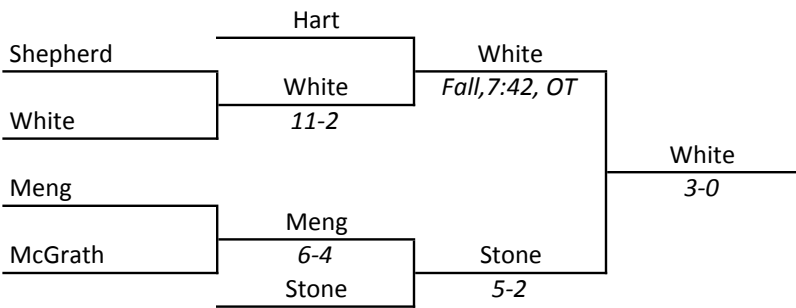 Hart
Shepherd
White
White
Fall,7:42, OT
White
11-2
White
3-0
Meng
Meng
6-4
McGrath
Stone
5-2
Stone